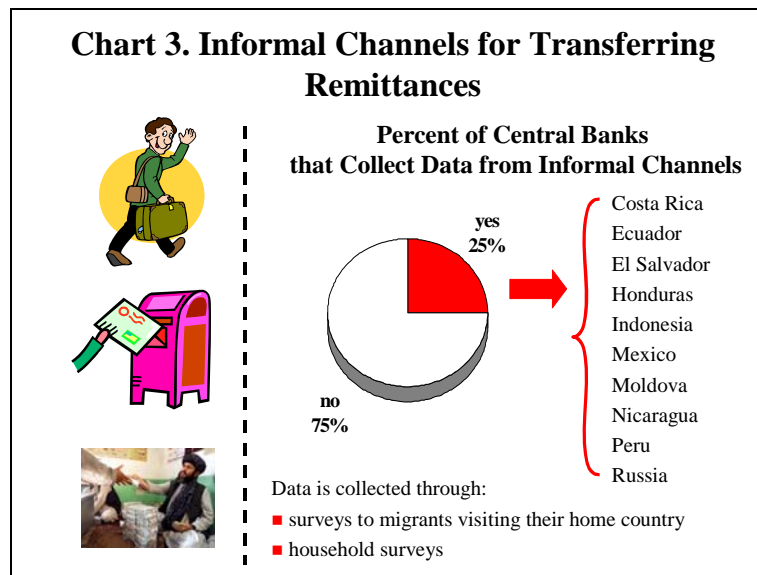 Chart 3. Informal Channels for Transferring
Remittances
Percent of Central Banks
that Collect Data from Informal Channels
yes
25%
no
75%
Costa Rica
Ecuador
El Salvador
Honduras
Indonesia
Mexico
Moldova
Nicaragua
Peru
Russia
Data is collected through:
surveys to migrants visiting their home country
household surveys